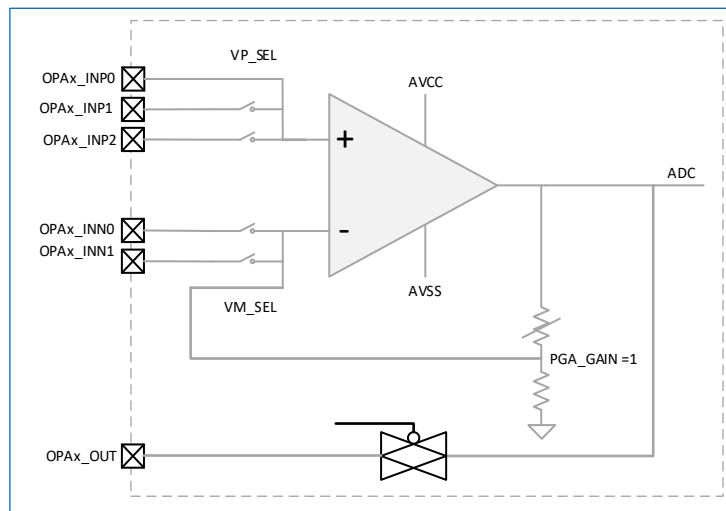 VP_SEL
OPAx_INP0
OPAx_INP1
OPAx_INP2
AVCC
+
ADC
OPAx_INN0
OPAx_INN1
-
VM_SEL
AVSS
PGA_GAIN =1
OPAx_OUT